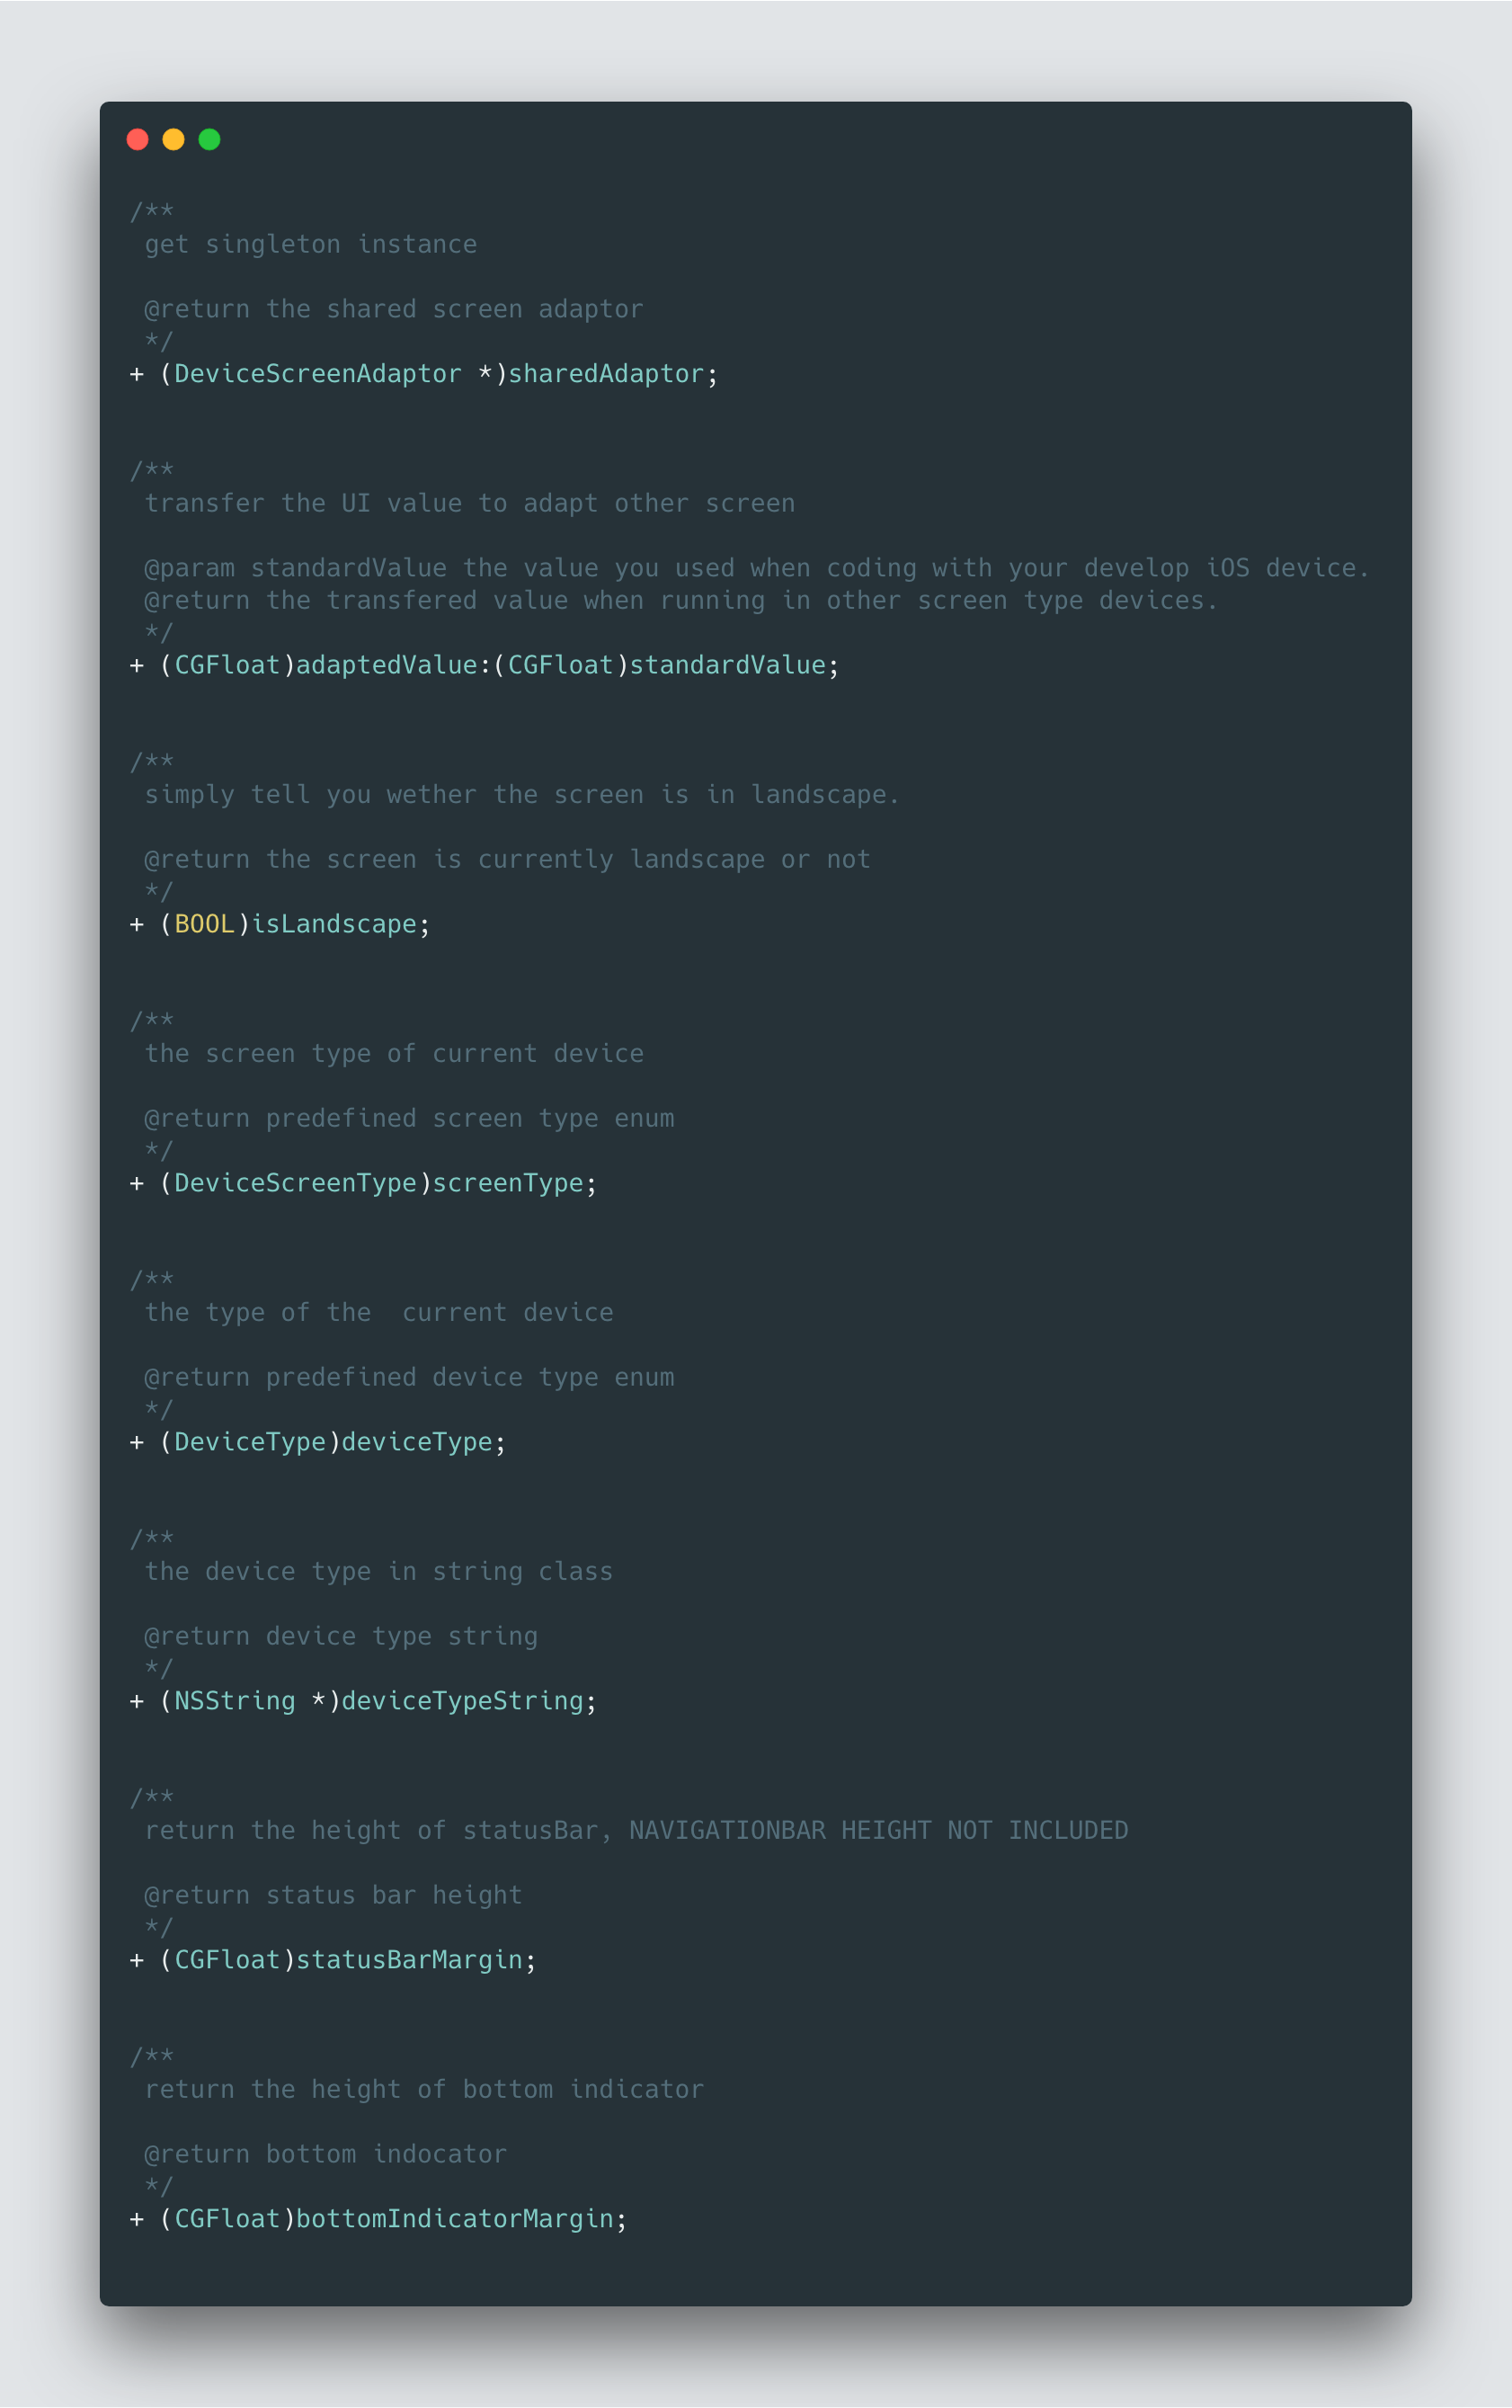 /**
 get singleton instance

 @return the shared screen adaptor
 */
+ (DeviceScreenAdaptor *)sharedAdaptor;


/**
 transfer the UI value to adapt other screen

 @param standardValue the value you used when coding with your develop iOS device.
 @return the transfered value when running in other screen type devices.
 */
+ (CGFloat)adaptedValue:(CGFloat)standardValue;


/**
 simply tell you wether the screen is in landscape.

 @return the screen is currently landscape or not
 */
+ (BOOL)isLandscape;


/**
 the screen type of current device

 @return predefined screen type enum
 */
+ (DeviceScreenType)screenType;


/**
 the type of the  current device

 @return predefined device type enum
 */
+ (DeviceType)deviceType;


/**
 the device type in string class

 @return device type string
 */
+ (NSString *)deviceTypeString;


/**
 return the height of statusBar, NAVIGATIONBAR HEIGHT NOT INCLUDED

 @return status bar height
 */
+ (CGFloat)statusBarMargin;


/**
 return the height of bottom indicator

 @return bottom indocator
 */
+ (CGFloat)bottomIndicatorMargin;